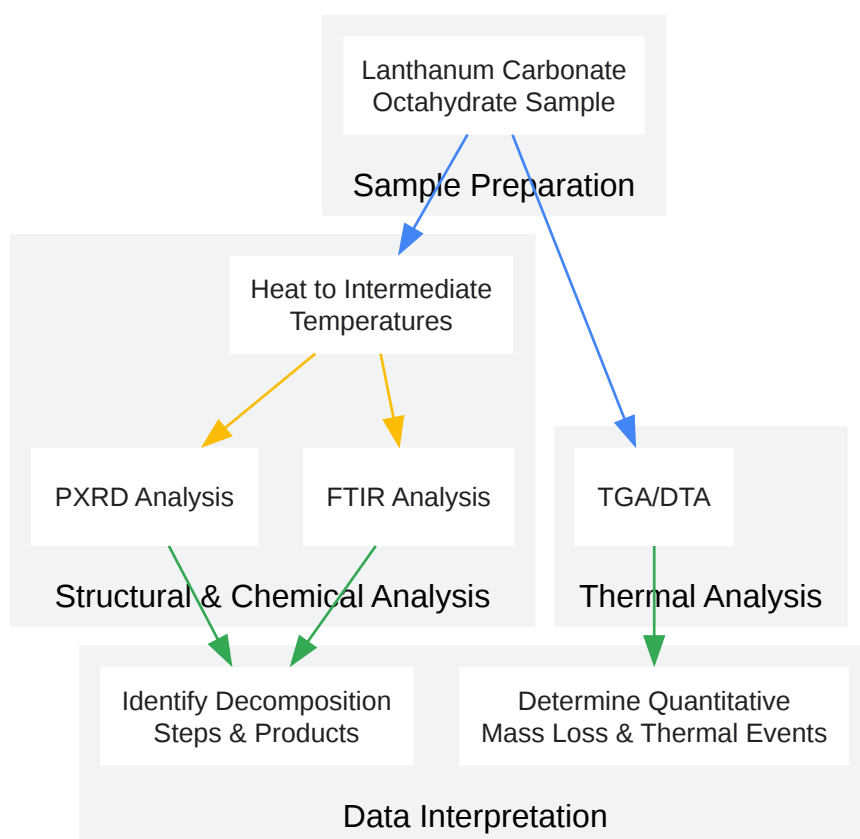 Lanthanum Carbonate
Octahydrate Sample
Sample Preparation
Heat to Intermediate
Temperatures
PXRD Analysis
FTIR Analysis
TGA/DTA
Structural & Chemical Analysis
Thermal Analysis
Identify Decomposition
Steps & Products
Determine Quantitative
Mass Loss & Thermal Events
Data Interpretation